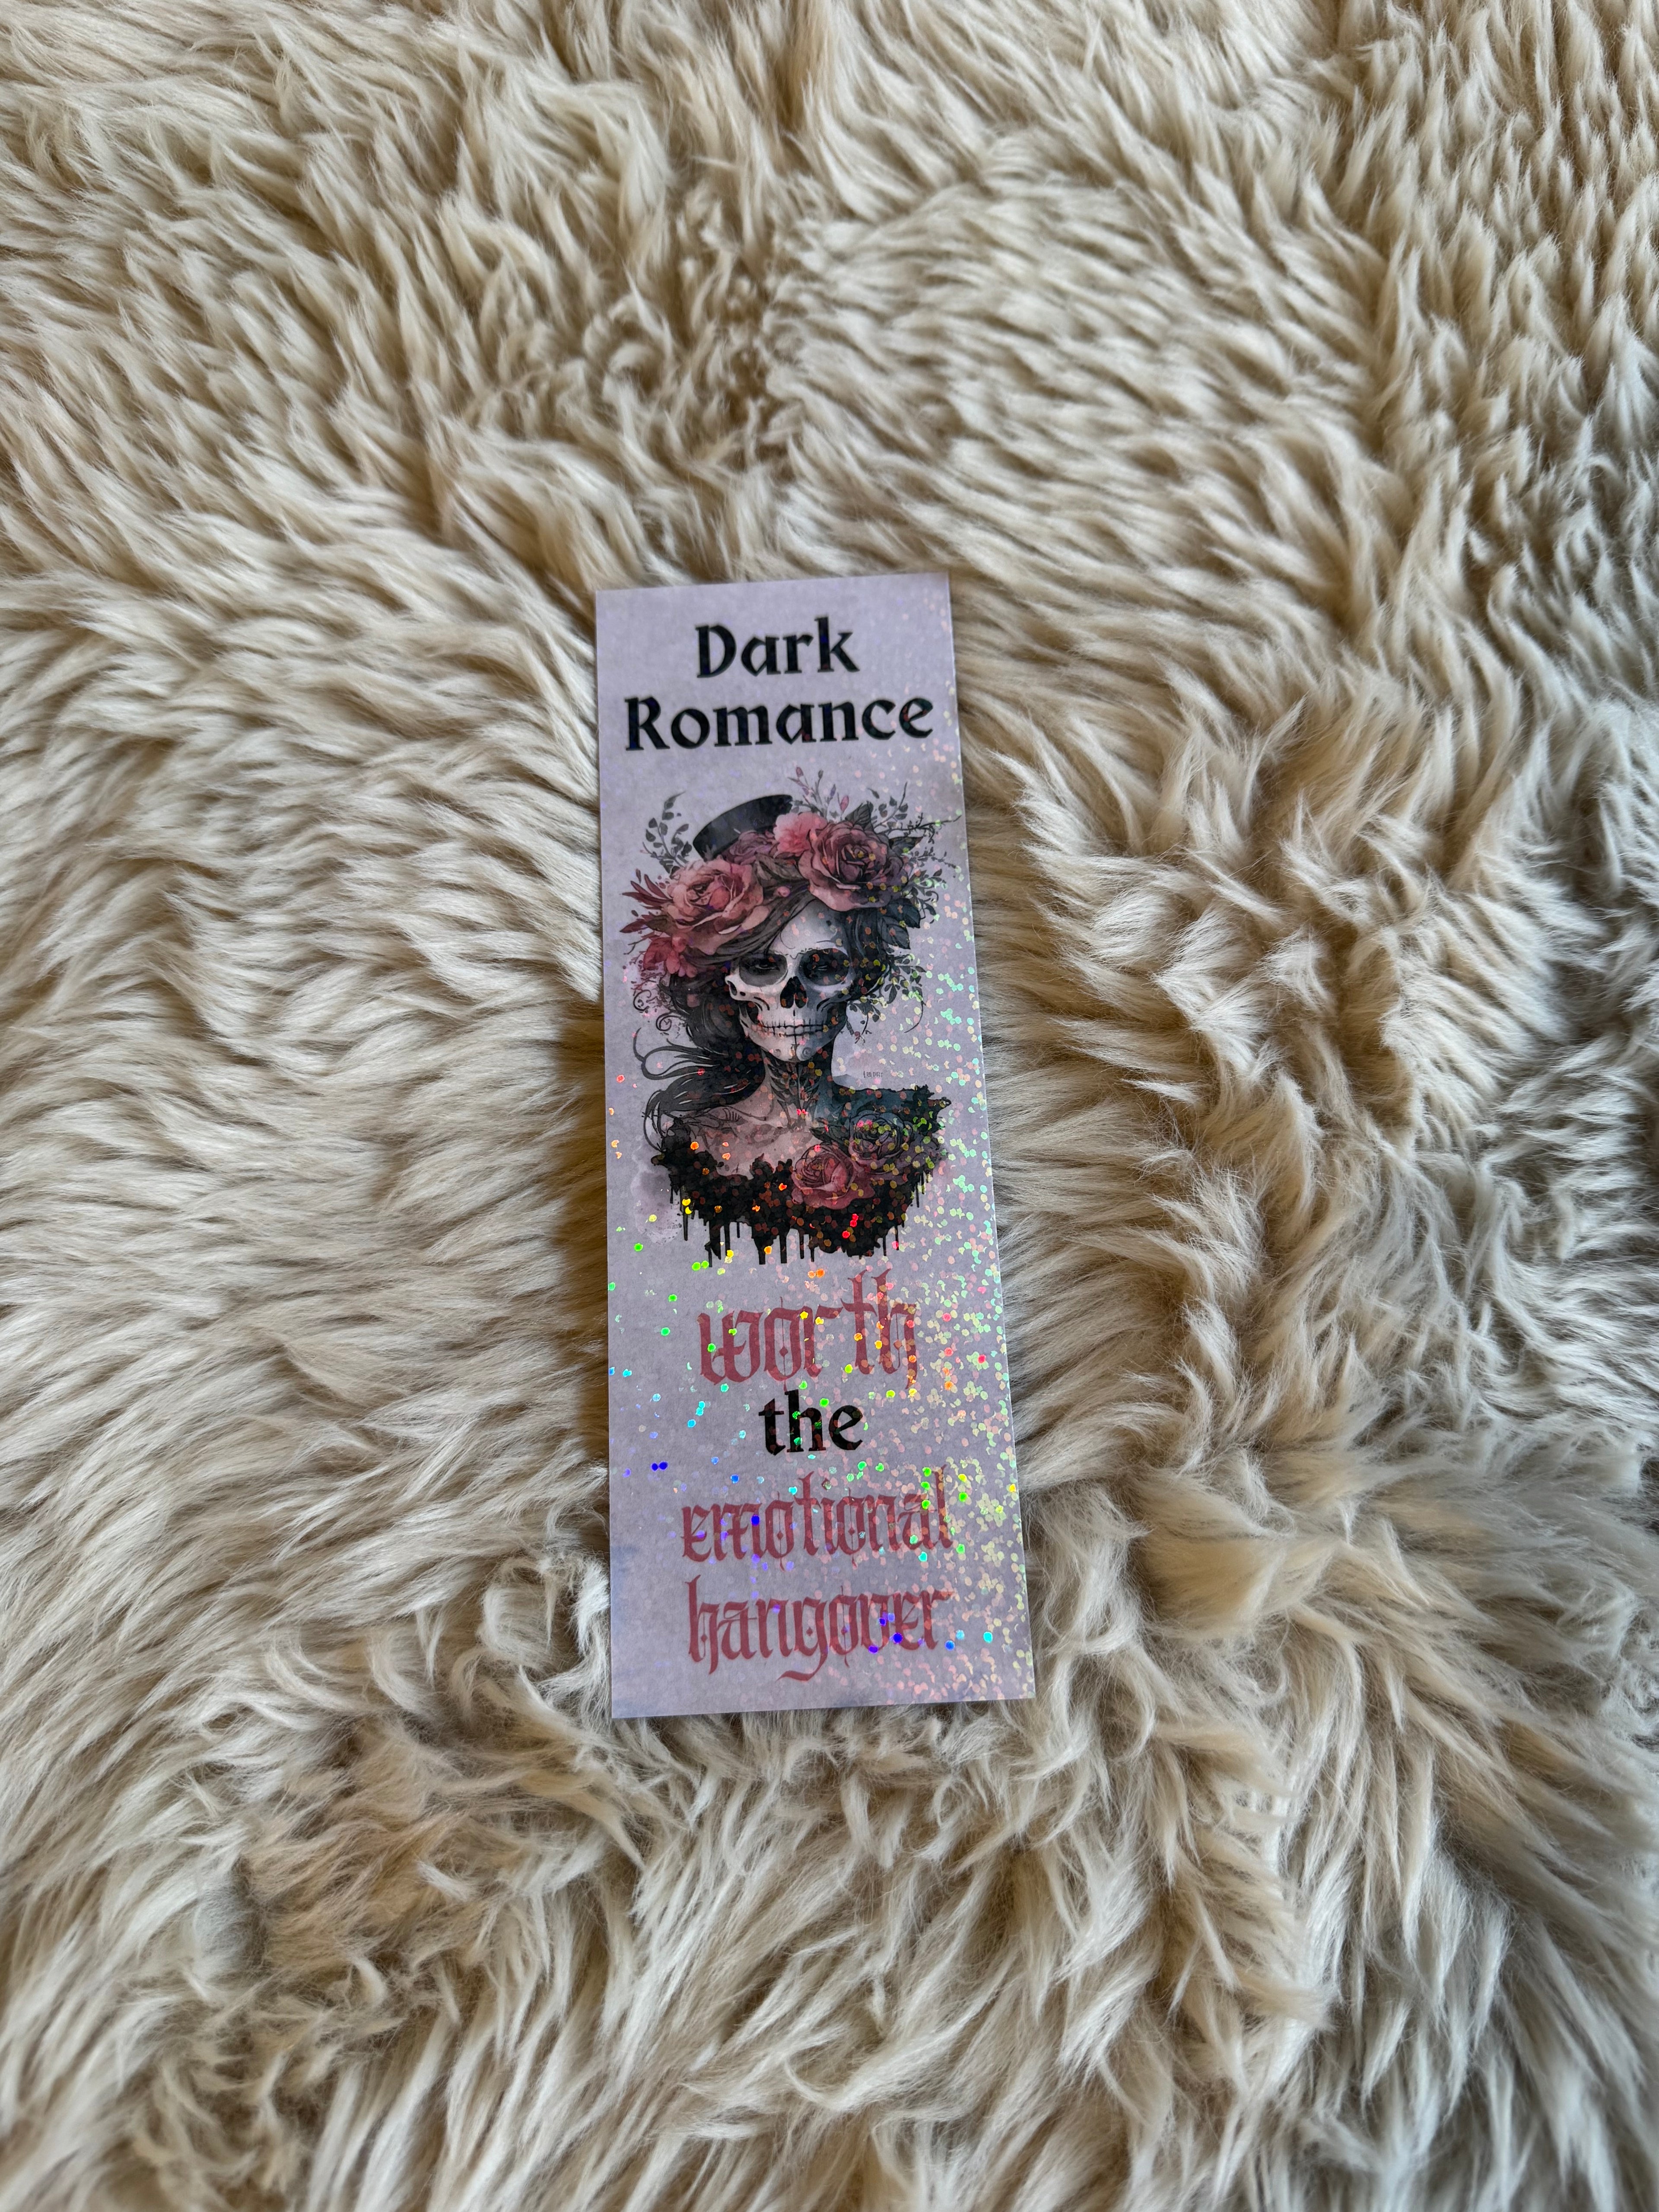 Dark
Romance
worth
the
emotional
hangover